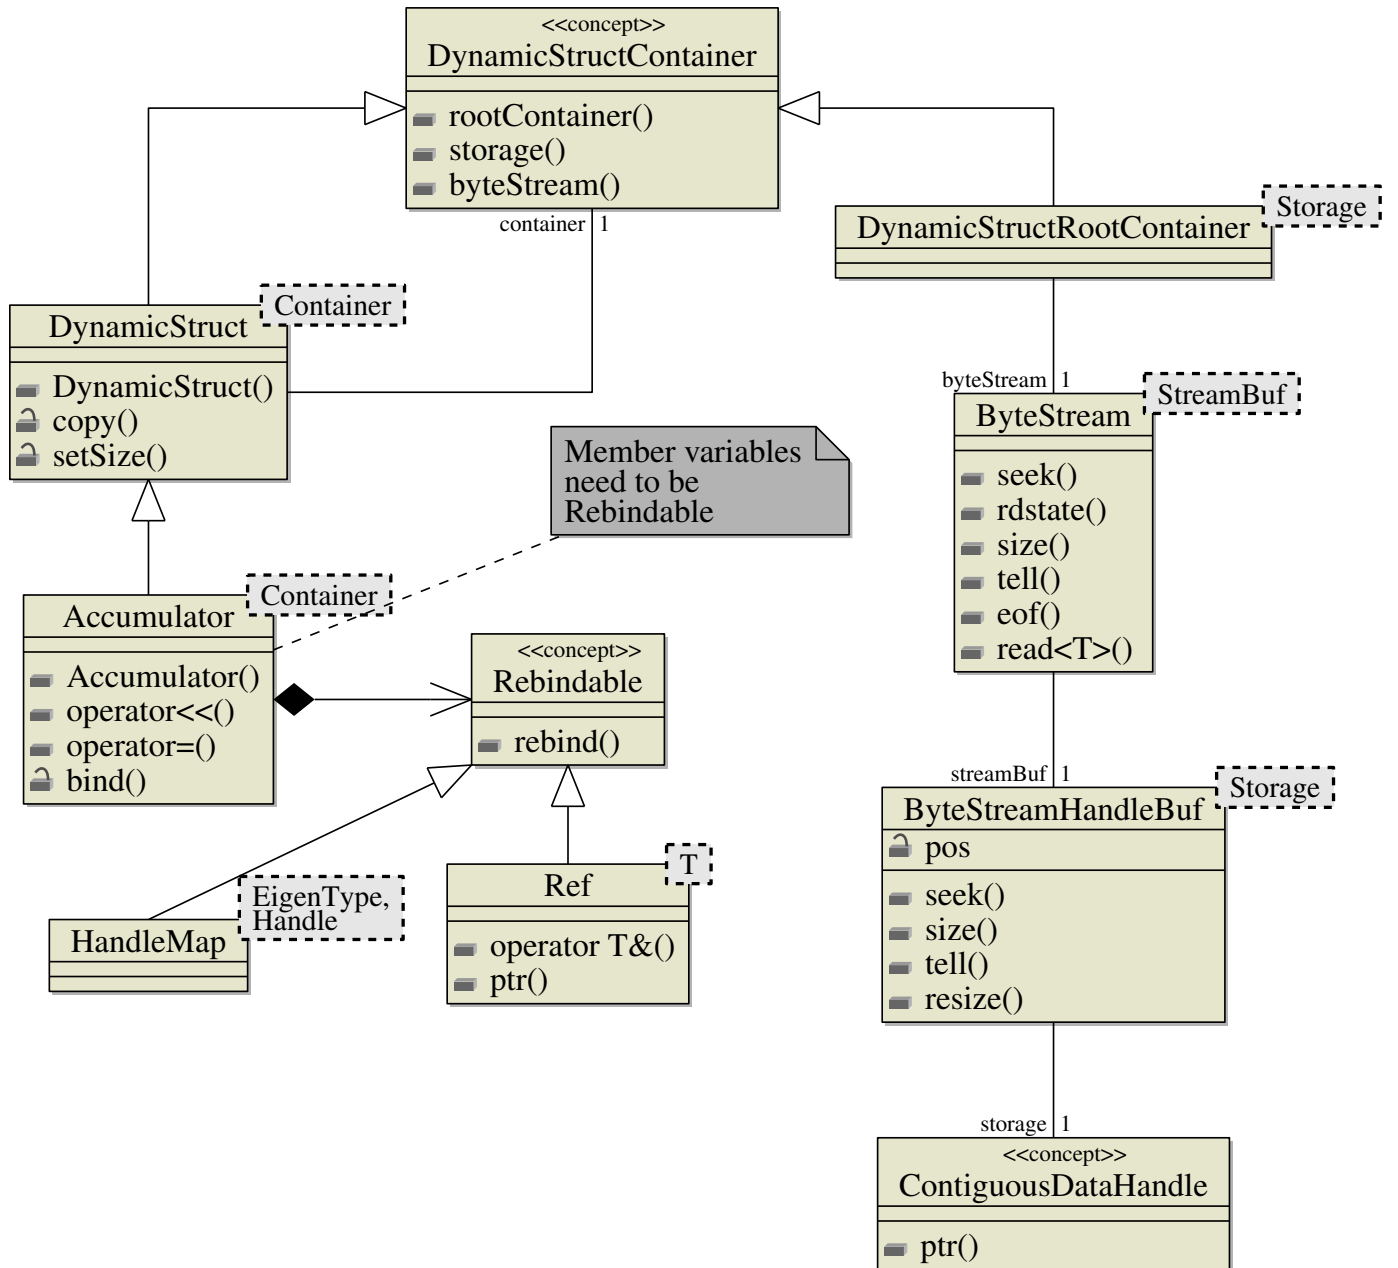 <<concept>>
DynamicStructContainer
rootContainer()
storage()
byteStream()
container 1
Storage
DynamicStructRootContainer
Container
DynamicStruct
DynamicStruct()
copy()
setSize()
byteStream 1
StreamBuf
ByteStream
seek()
rdstate()
size()
tell()
eof()
read<T>()
Member variables
need to be
Rebindable
Container
Accumulator
Accumulator()
operator<<()
operator=()
bind()
<<concept>>
Rebindable
rebind()
streamBuf 1
Storage
ByteStreamHandleBuf
pos
seek()
size()
tell()
resize()
EigenType,
Handle
HandleMap
T
Ref
operator T&()
ptr()
storage 1
<<concept>>
ContiguousDataHandle
ptr()